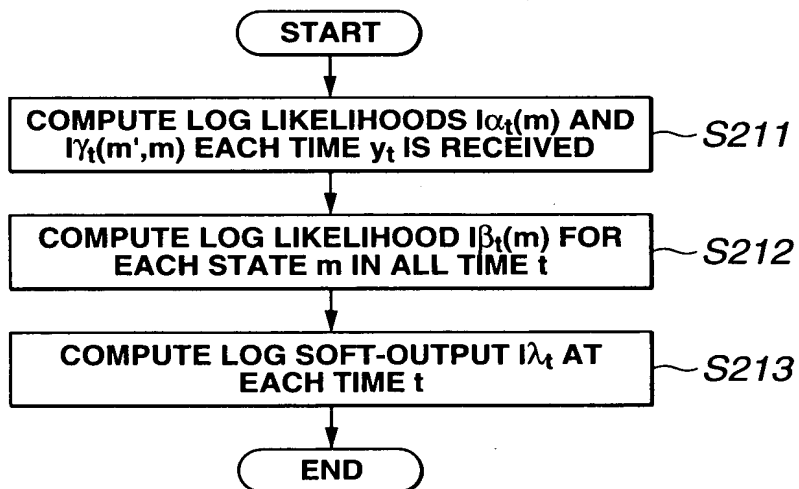 START
COMPUTE LOG LIKELIHOODS Iαt(m) AND
Iγt(m',m) EACH TIME yt IS RECEIVED
S211
COMPUTE LOG LIKELIHOOD Iβt(m) FOR
EACH STATE m IN ALL TIME t
S212
COMPUTE LOG SOFT-OUTPUT Iλt AT
EACH TIME t
S213
END